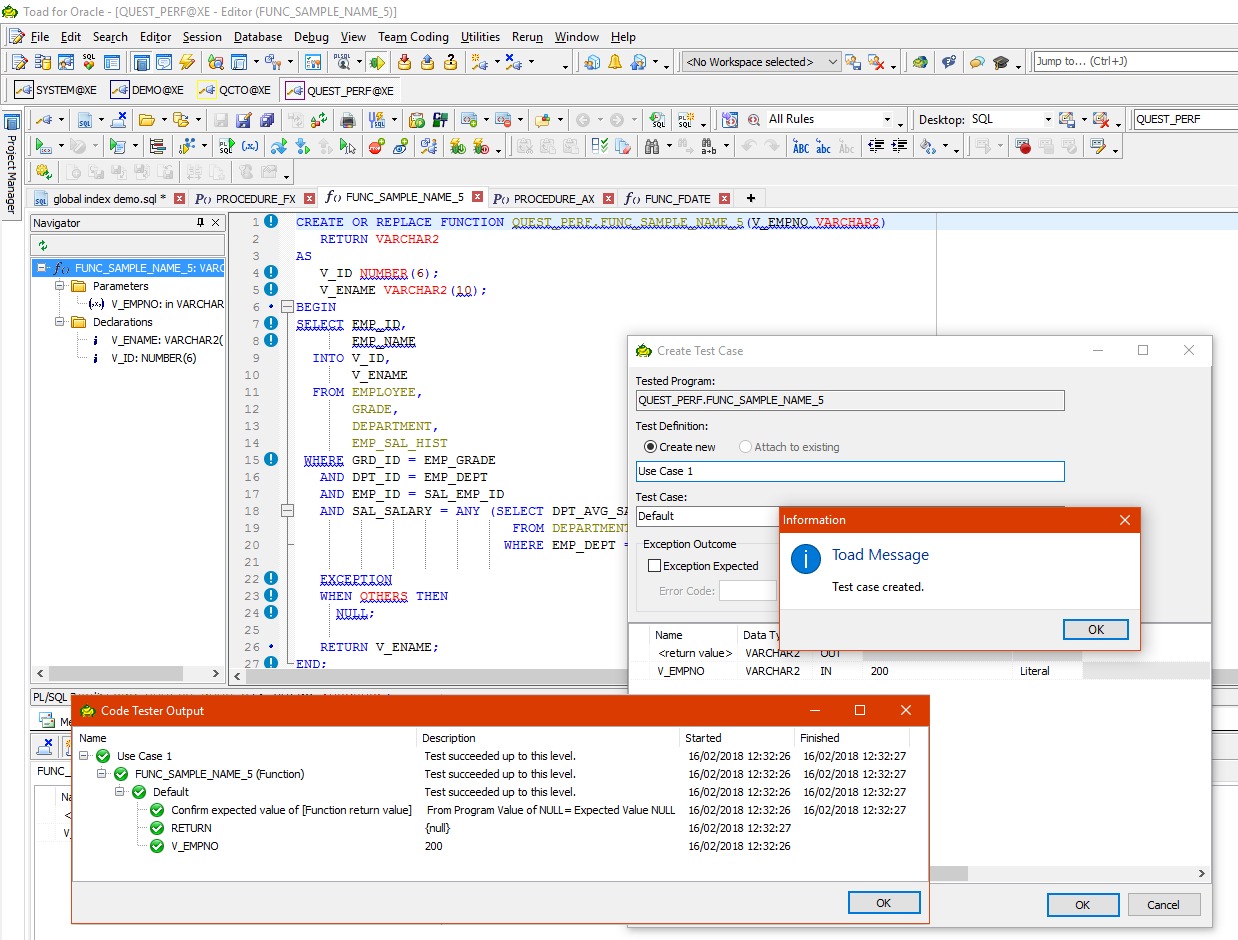 Toad for Oracle - [QUEST_PERF@XE - Editor (FUNC_SAMPLE_NAME_5)]
File Edit Search Editor Session Database Debug View Team Coding Utilities Rerun Window Help
SQL PL/SQL <No Workspace selected> Jump to... (Ctrl+J)
SYSTEM@XE DEMO@XE QCTO@XE QUEST_PERF@XE
All Rules Desktop: SQL QUEST_PERF
Project Manager
global index demo.sql * PROCEDURE_FX FUNC_SAMPLE_NAME_5 PROCEDURE_AX FUNC_FDATE +
Navigator
FUNC_SAMPLE_NAME_5: VARC
Parameters
V_EMPNO: in VARCHAR
Declarations
V_ENAME: VARCHAR2(
V_ID: NUMBER(6)
1 CREATE OR REPLACE FUNCTION QUEST_PERF.FUNC_SAMPLE_NAME_5(V_EMPNO VARCHAR2)
2 RETURN VARCHAR2
3 AS
4 V_ID NUMBER(6);
5 V_ENAME VARCHAR2(10);
6 BEGIN
7 SELECT EMP_ID,
8 EMP_NAME
9 INTO V_ID,
10 V_ENAME
11 FROM EMPLOYEE,
12 GRADE,
13 DEPARTMENT,
14 EMP_SAL_HIST
15 WHERE GRD_ID = EMP_GRADE
16 AND DPT_ID = EMP_DEPT
17 AND EMP_ID = SAL_EMP_ID
18 AND SAL_SALARY = ANY (SELECT DPT_AVG_SA
19 FROM DEPARTMENT
20 WHERE EMP_DEPT =
21
22 EXCEPTION
23 WHEN OTHERS THEN
24 NULL;
25
26 RETURN V_ENAME;
27 END;
Create Test Case
Tested Program:
QUEST_PERF.FUNC_SAMPLE_NAME_5
Test Definition:
Create new Attach to existing
Use Case 1
Test Case:
Default
Exception Outcome
Exception Expected
Error Code:
Name Data Ty
<return value> VARCHAR2 OUT
V_EMPNO VARCHAR2 IN 200 Literal
OK Cancel
Information
Toad Message
Test case created.
OK
PL/SQL
Me
FUNC_
Na
<
V_
Code Tester Output
Name Description Started Finished
Use Case 1 Test succeeded up to this level. 16/02/2018 12:32:26 16/02/2018 12:32:27
FUNC_SAMPLE_NAME_5 (Function) Test succeeded up to this level. 16/02/2018 12:32:26 16/02/2018 12:32:27
Default Test succeeded up to this level. 16/02/2018 12:32:26 16/02/2018 12:32:27
Confirm expected value of [Function return value] From Program Value of NULL = Expected Value NULL 16/02/2018 12:32:26 16/02/2018 12:32:27
RETURN {null} 16/02/2018 12:32:27
V_EMPNO 200 16/02/2018 12:32:26
OK